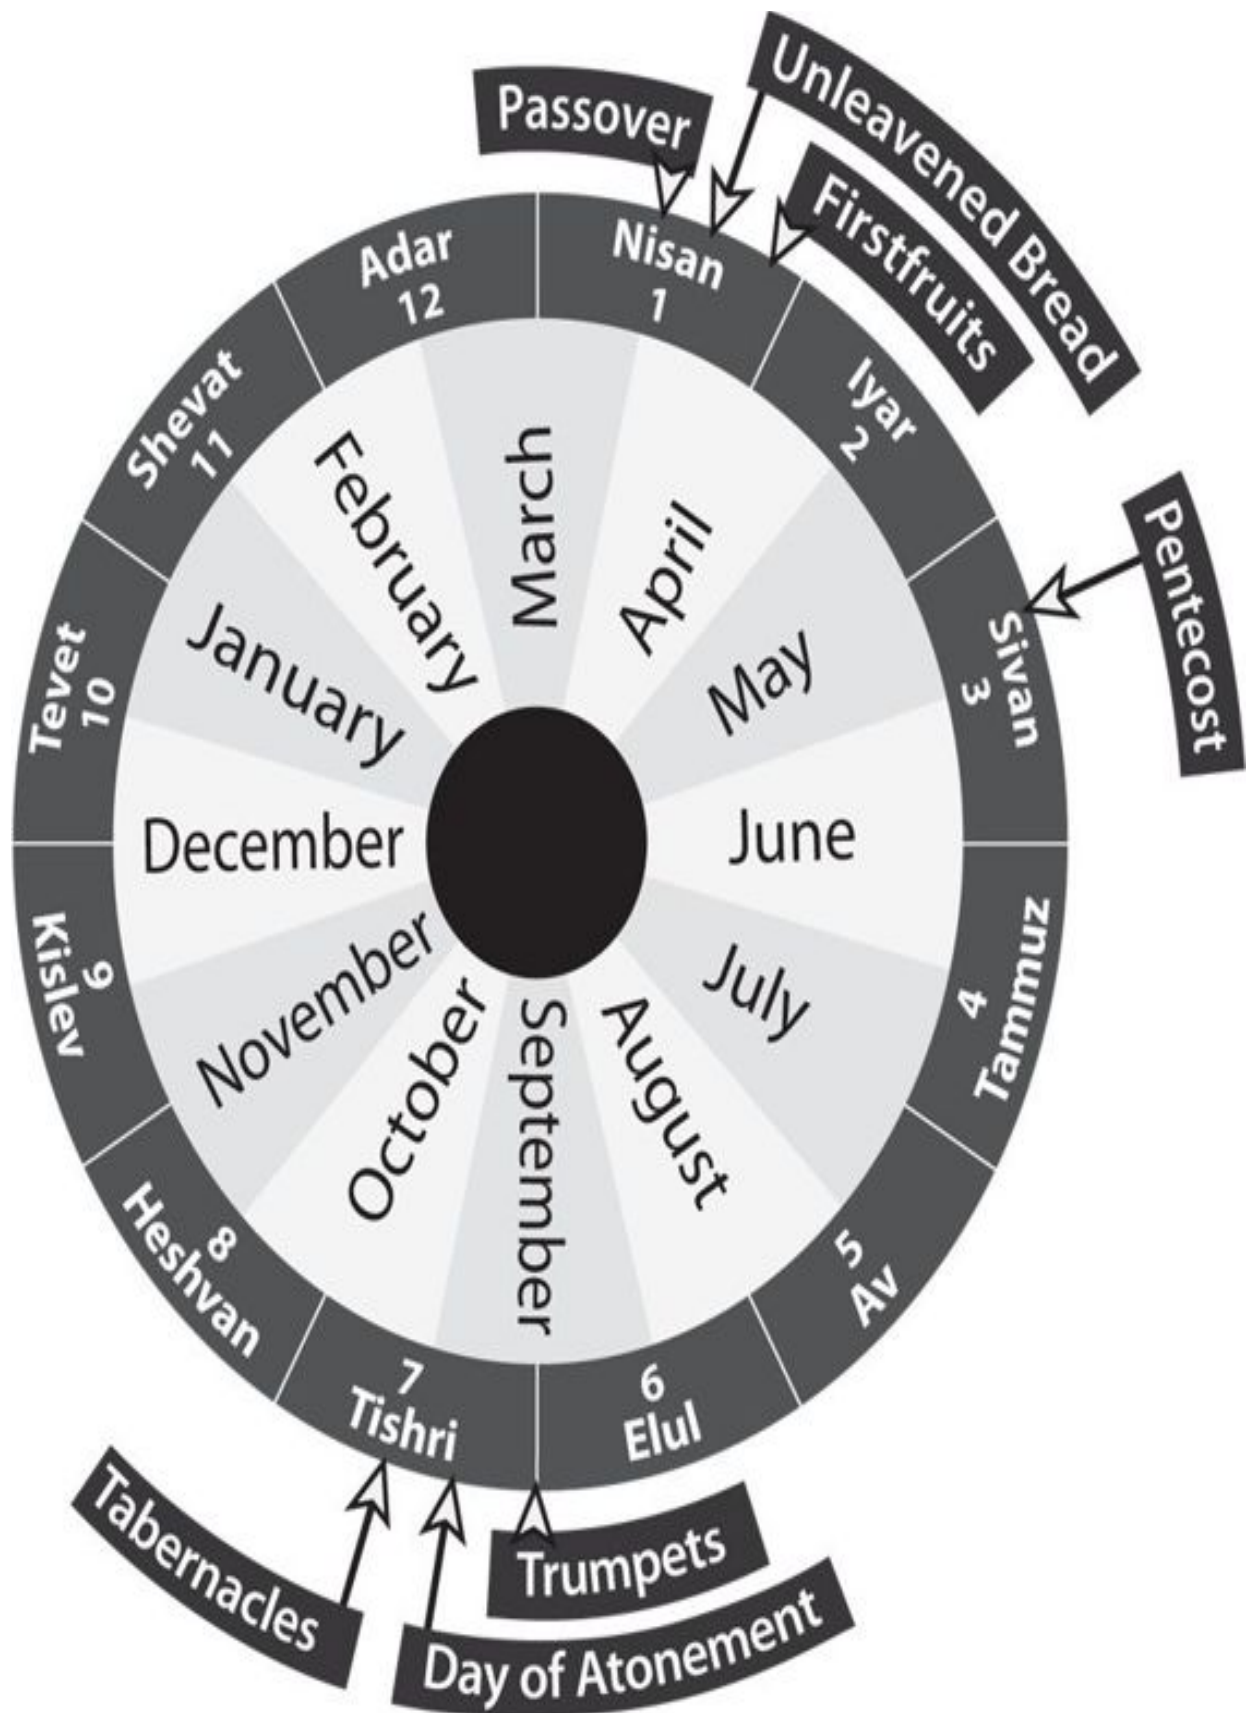 Passover
Unleavened Bread
Firstfruits
Pentecost
Trumpets
Day of Atonement
Tabernacles
Nisan
1
Iyar
2
Sivan
3
Tammuz
4
Av
5
Elul
6
Tishri
7
Heshvan
8
Kislev
9
Tevet
10
Shevat
11
Adar
12
January
February
March
April
May
June
July
August
September
October
November
December